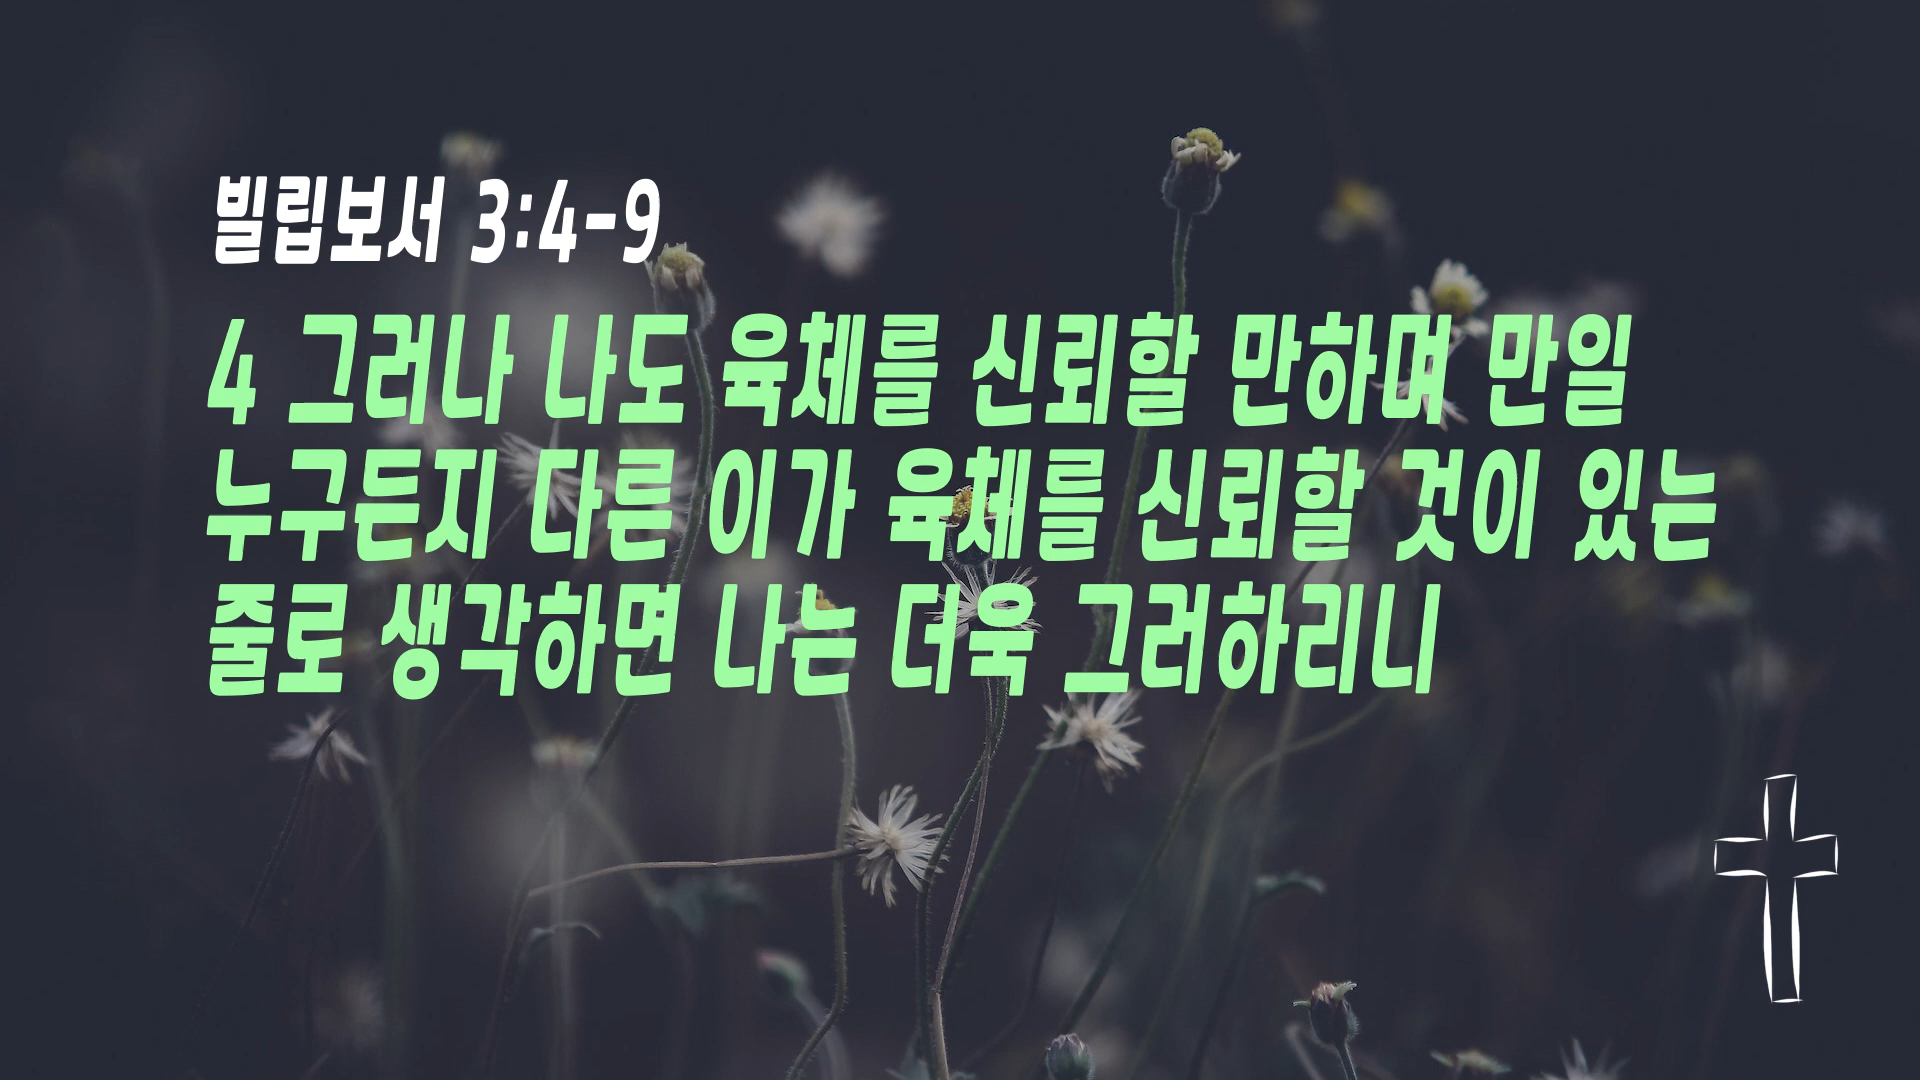 빌립보서 3:4-9
4 그러나 나도 육체를 신뢰할 만하며 만일
누구든지 다른 이가 육체를 신뢰할 것이 있는
줄로 생각하면 나는 더욱 그러하리니